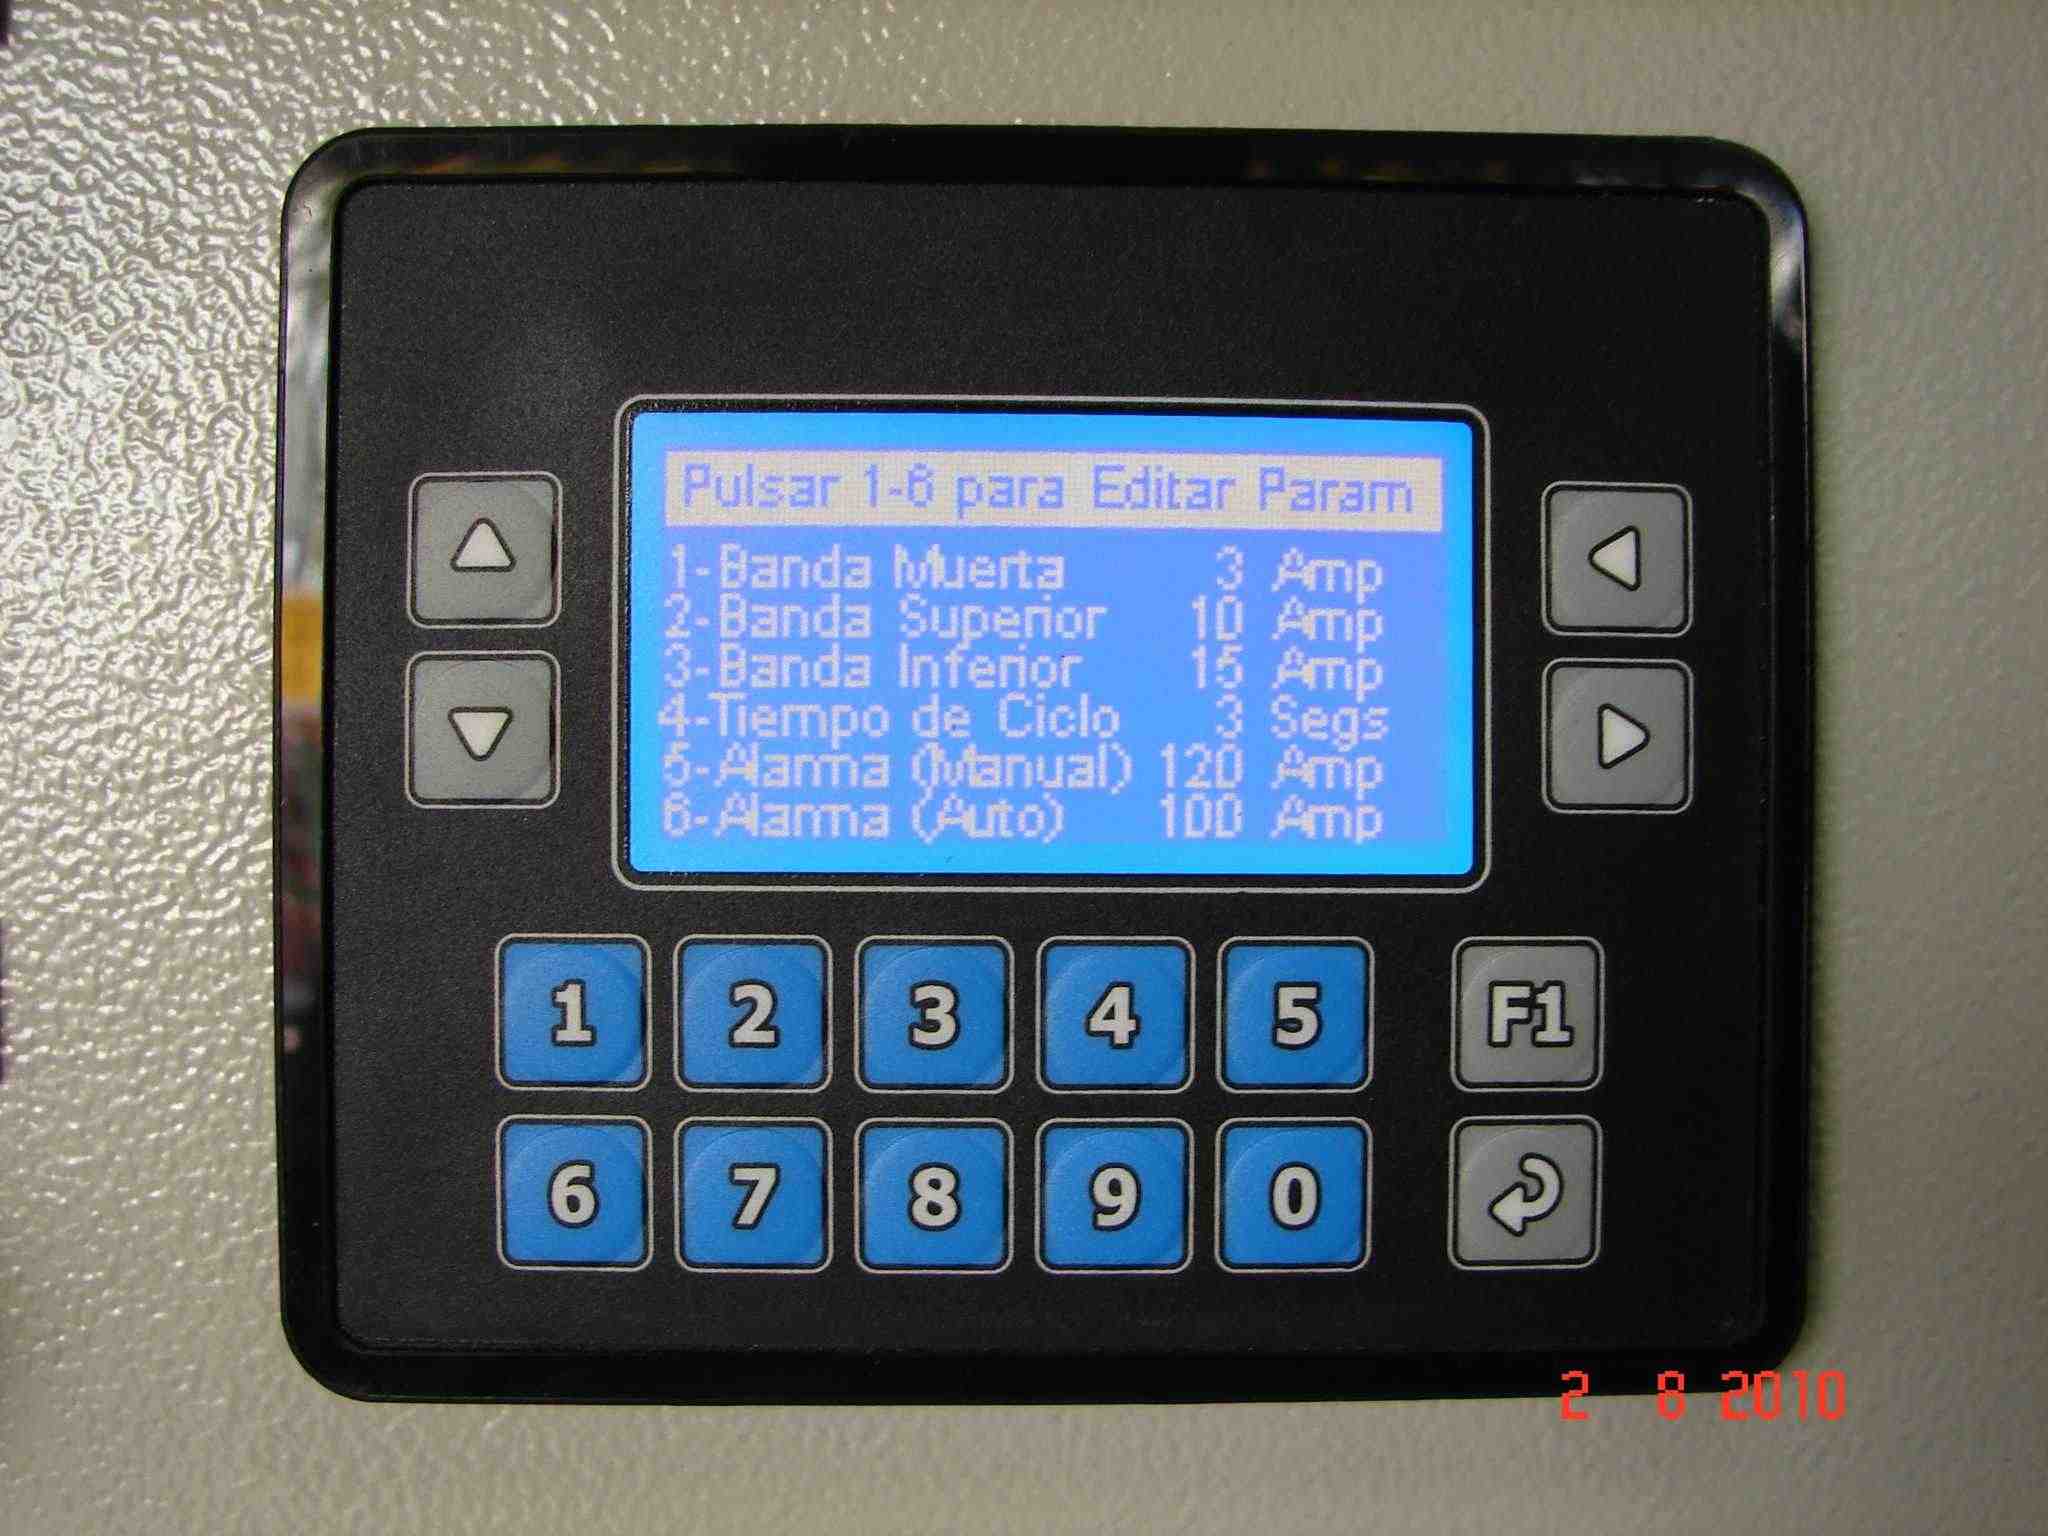 Pulsar 1-6 para Editar Param
1-Banda Muerta 3 Amp
2-Banda Superior 10 Amp
3-Banda Inferior 15 Amp
4-Tiempo de Ciclo 3 Segs
5-Alarma (Manual) 120 Amp
6-Alarma (Auto) 100 Amp
1 2 3 4 5 F1
6 7 8 9 0
2 8 2010